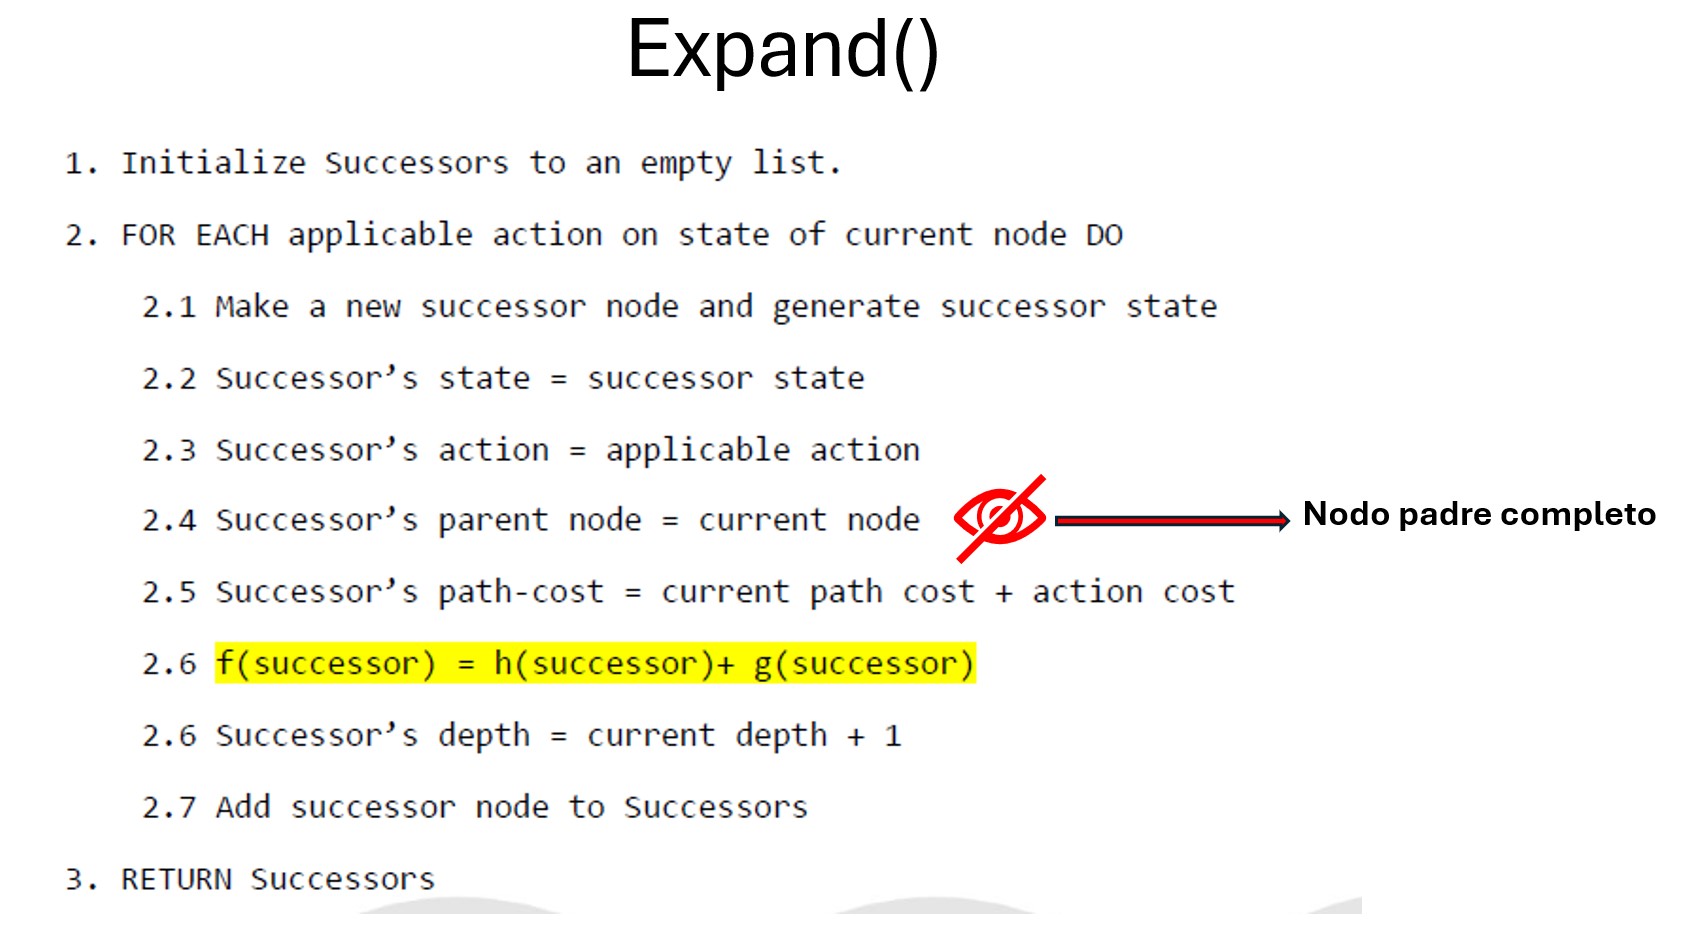 Expand()
1. Initialize Successors to an empty list.
2. FOR EACH applicable action on state of current node DO
2.1 Make a new successor node and generate successor state
2.2 Successor’s state = successor state
2.3 Successor’s action = applicable action
2.4 Successor’s parent node = current node Nodo padre completo
2.5 Successor’s path-cost = current path cost + action cost
2.6 f(successor) = h(successor)+ g(successor)
2.6 Successor’s depth = current depth + 1
2.7 Add successor node to Successors
3. RETURN Successors